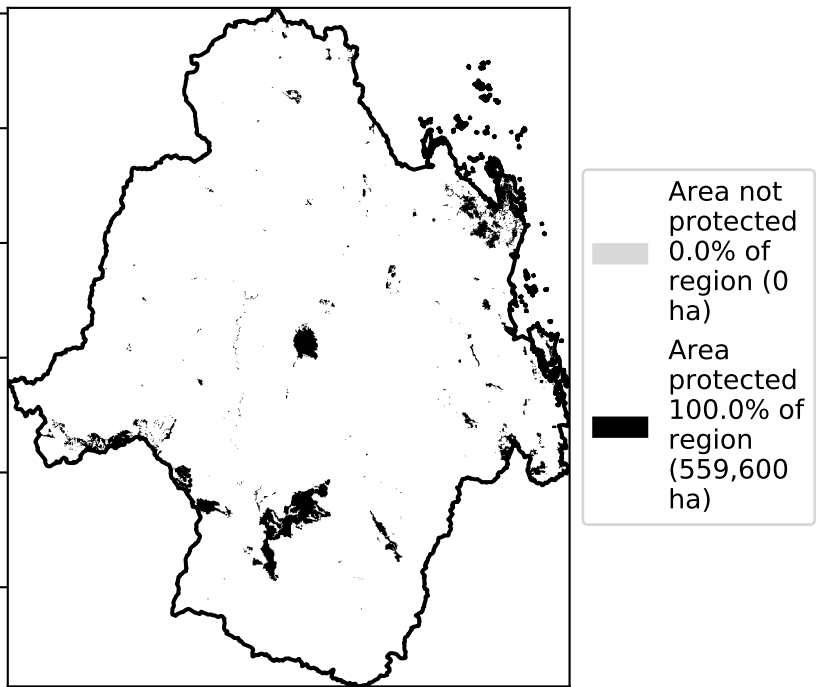 Area not
protected
0.0% of
region (0
ha)
Area
protected
100.0% of
region
(559,600
ha)